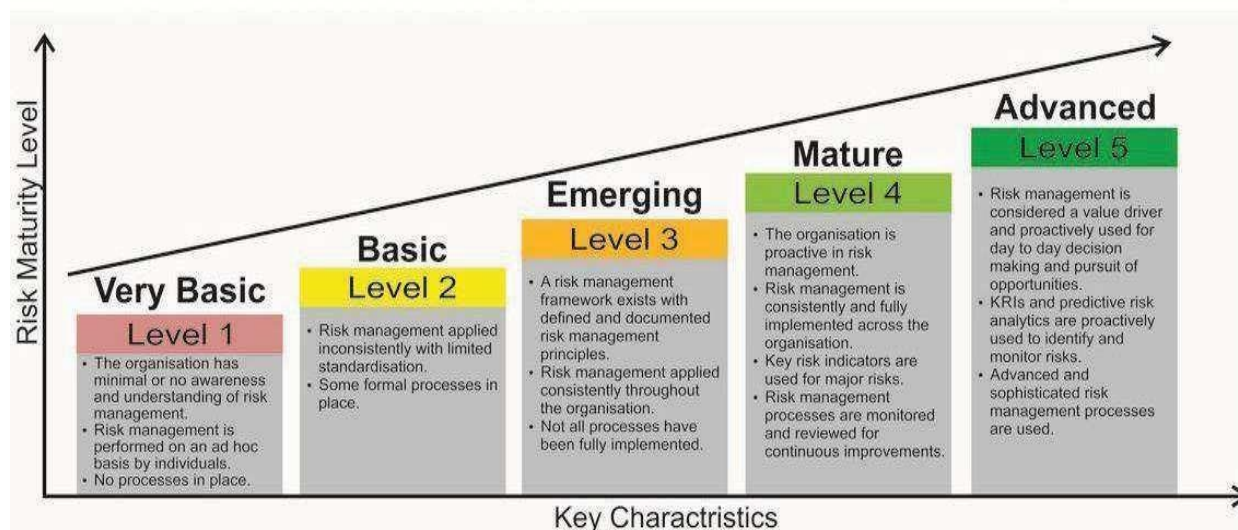 Risk Maturity Level
Very Basic
Level 1
• The organisation has
minimal or no awareness
and understanding of risk
management.
• Risk management is
performed on an ad hoc
basis by individuals.
• No processes in place.
Basic
Level 2
• Risk management applied
inconsistently with limited
standardisation.
• Some formal processes in
place.
Emerging
Level 3
• A risk management
framework exists with
defined and documented
risk management
principles.
• Risk management applied
consistently throughout
the organisation.
• Not all processes have
been fully implemented.
Mature
Level 4
• The organisation is
proactive in risk
management.
• Risk management is
consistently and fully
implemented across the
organisation.
• Key risk indicators are
used for major risks.
• Risk management
processes are monitored
and reviewed for
continuous improvements.
Advanced
Level 5
• Risk management is
considered a value driver
and proactively used for
day to day decision
making and pursuit of
opportunities.
• KRIs and predictive risk
analytics are proactively
used to identify and
monitor risks.
• Advanced and
sophisticated risk
management processes
are used.
Key Characteristics